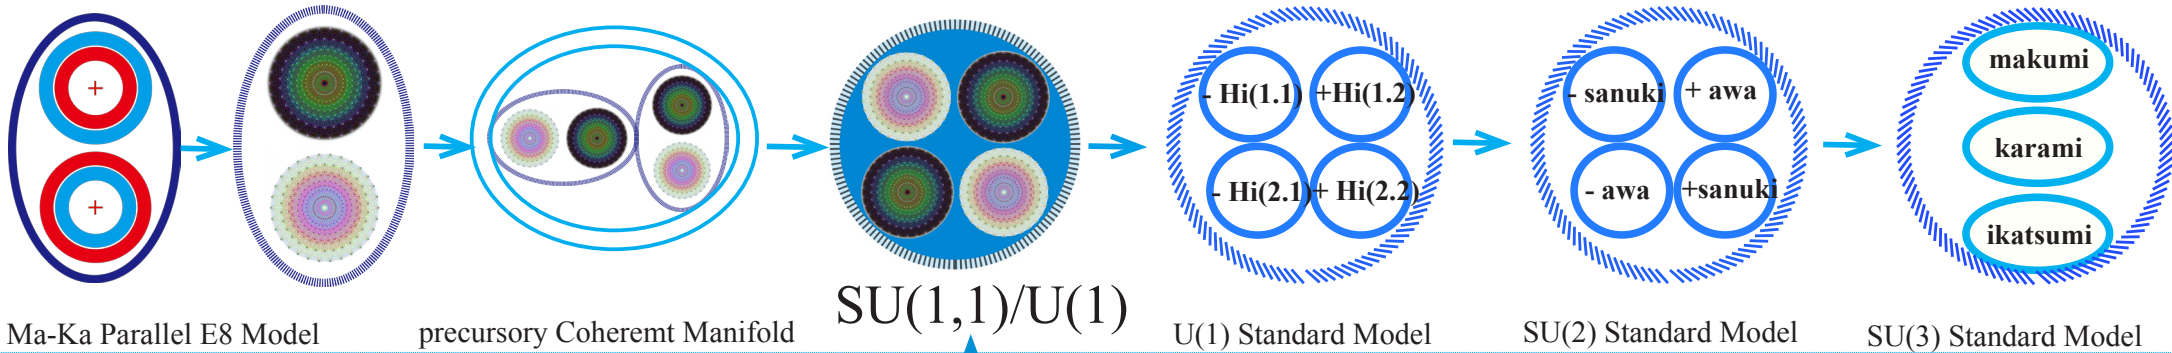 - Hi(1.1) +Hi(1.2)
- Hi(2.1) + Hi(2.2)
- sanuki + awa
- awa +sanuki
makumi
karami
ikatsumi
Ma-Ka Parallel E8 Model
precursory Coheremt Manifold
SU(1,1)/U(1)
U(1) Standard Model
SU(2) Standard Model
SU(3) Standard Model